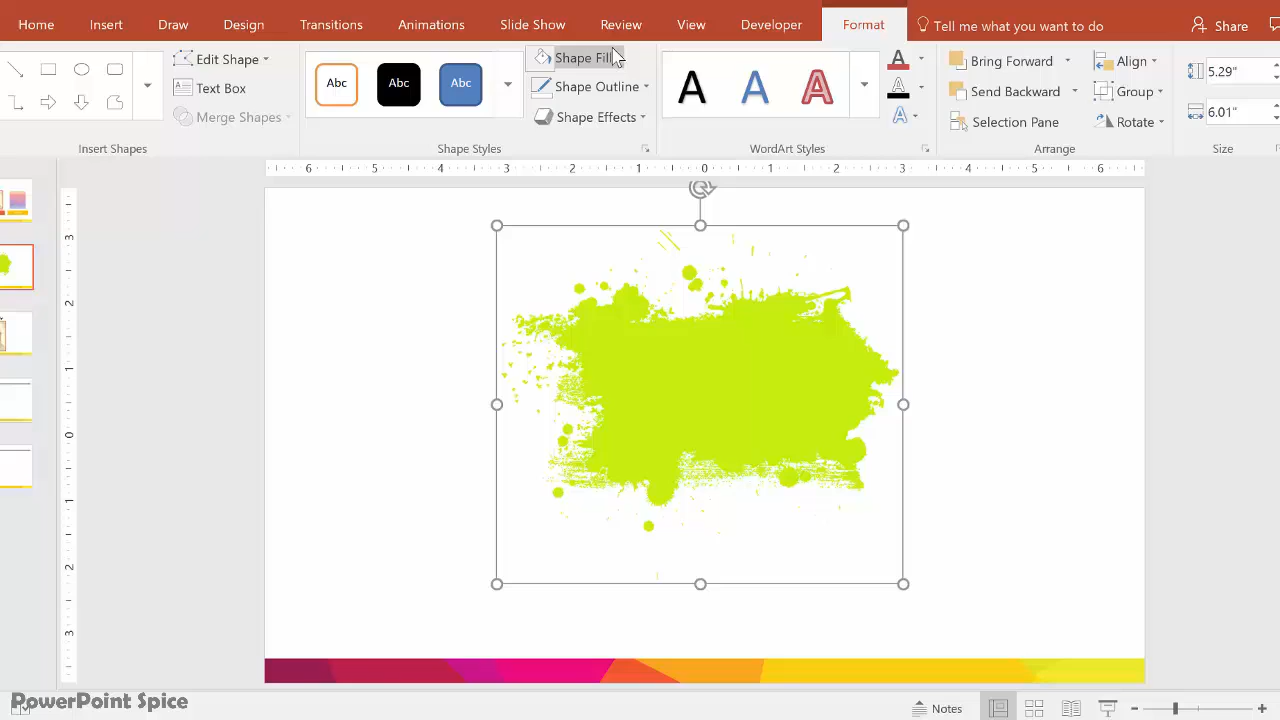 Home Insert Draw Design Transitions Animations Slide Show Review View Developer Format Tell me what you want to do Share
Edit Shape
Text Box
Merge Shapes
Insert Shapes
Abc Abc Abc
Shape Fill
Shape Outline
Shape Effects
Shape Styles
A A A
A
A
A
WordArt Styles
Bring Forward
Send Backward
Selection Pane
Align
Group
Rotate
Arrange
5.29"
6.01"
Size
6 5 4 3 2 1 0 1 2 3 4 5 6
3
2
1
0
1
2
3
PowerPoint Spice
Notes